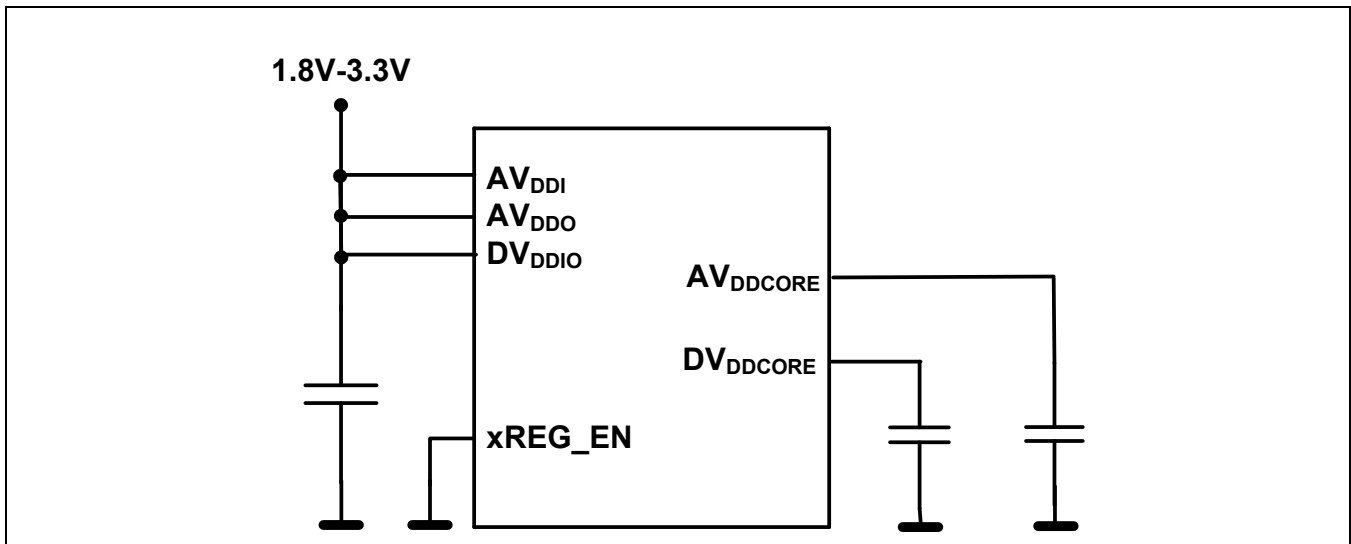 1.8V-3.3V
AVDDI
AVDDO
DVDDIO
AVDDCORE
DVDDCORE
xREG_EN